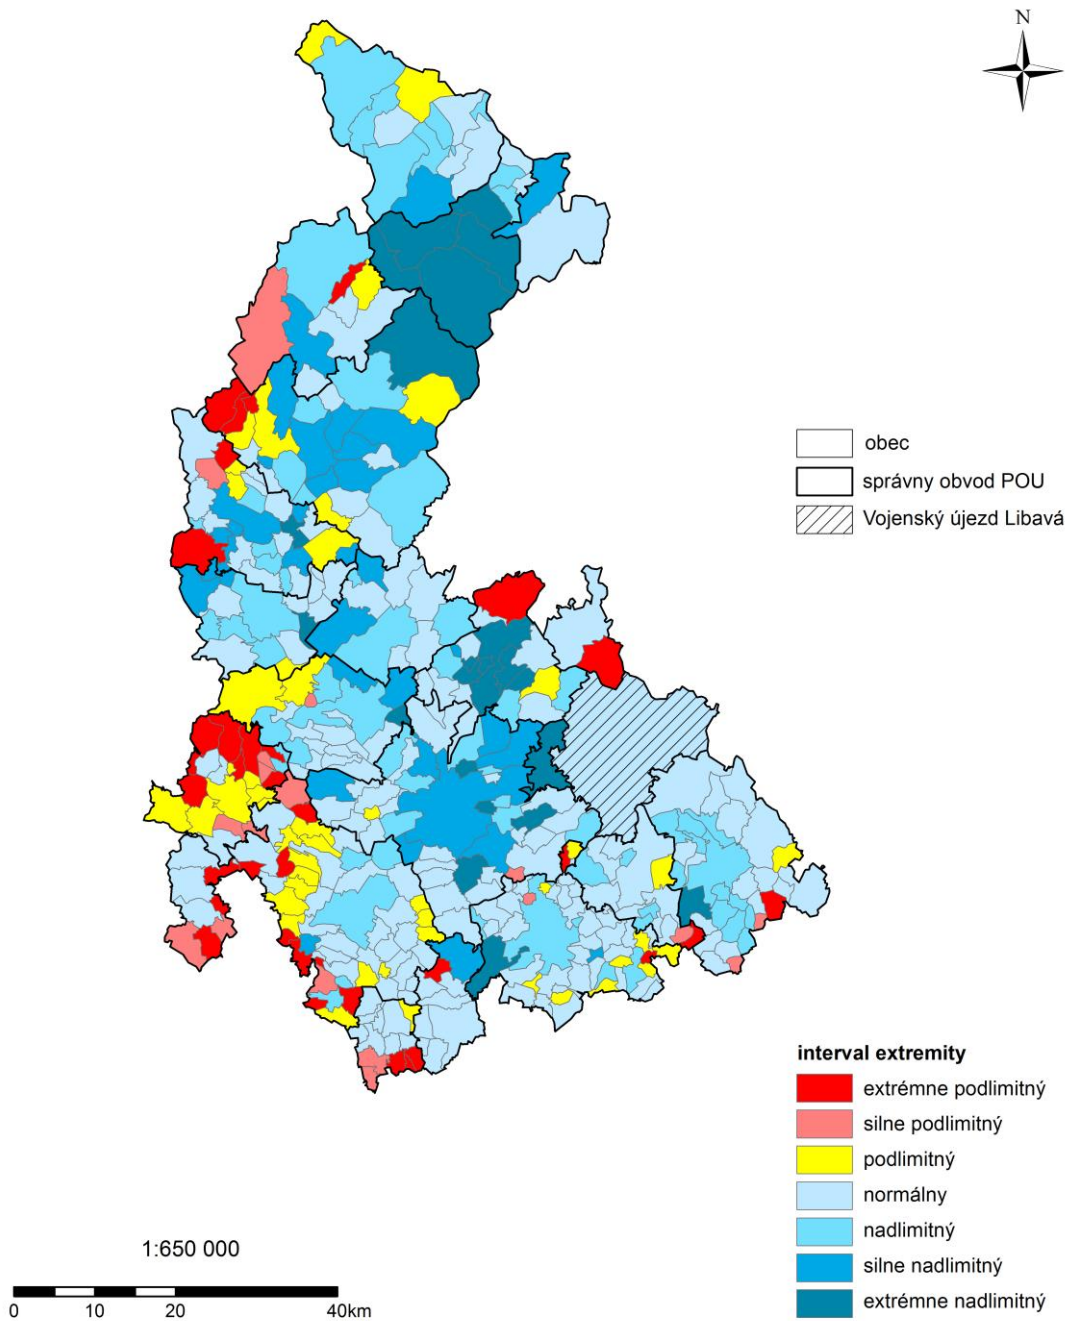 N
obec
správny obvod POU
Vojenský újezd Libavá
interval extremity
extrémne podlimitný
silne podlimitný
podlimitný
normálny
nadlimitný
silne nadlimitný
extrémne nadlimitný
1:650 000
0 10 20 40km